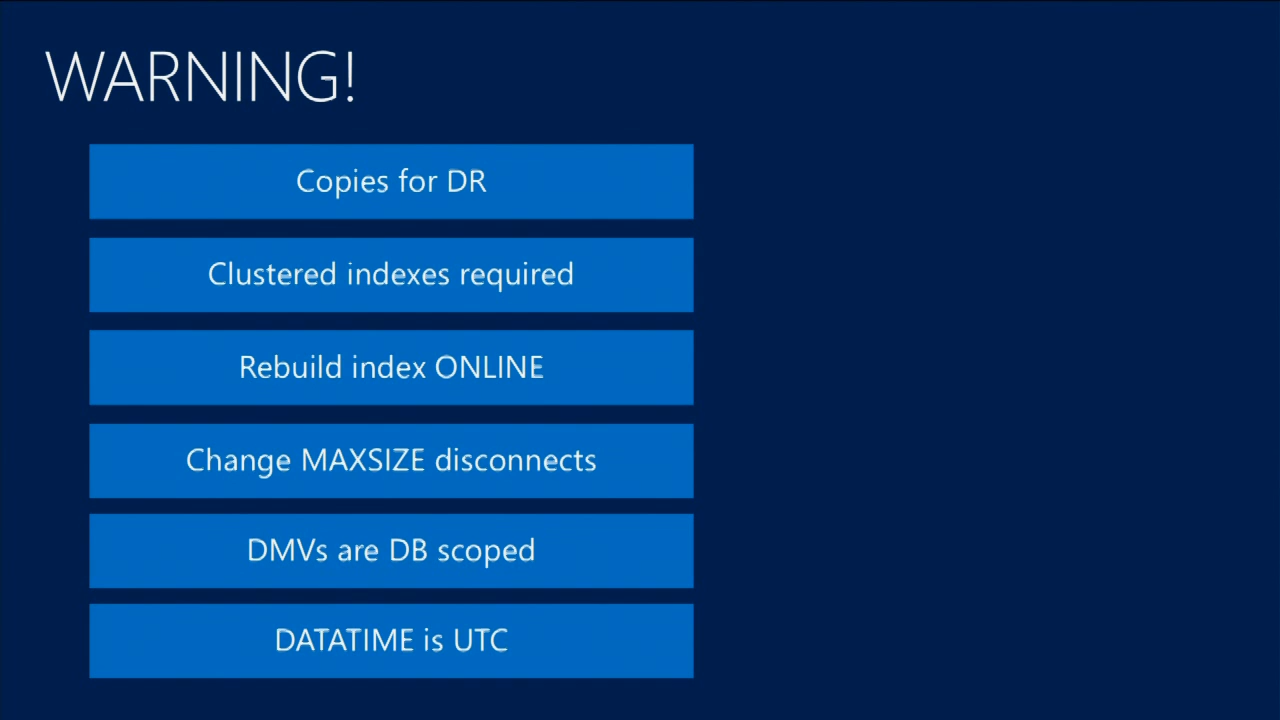 WARNING!
Copies for DR
Clustered indexes required
Rebuild index ONLINE
Change MAXSIZE disconnects
DMVs are DB scoped
DATATIME is UTC